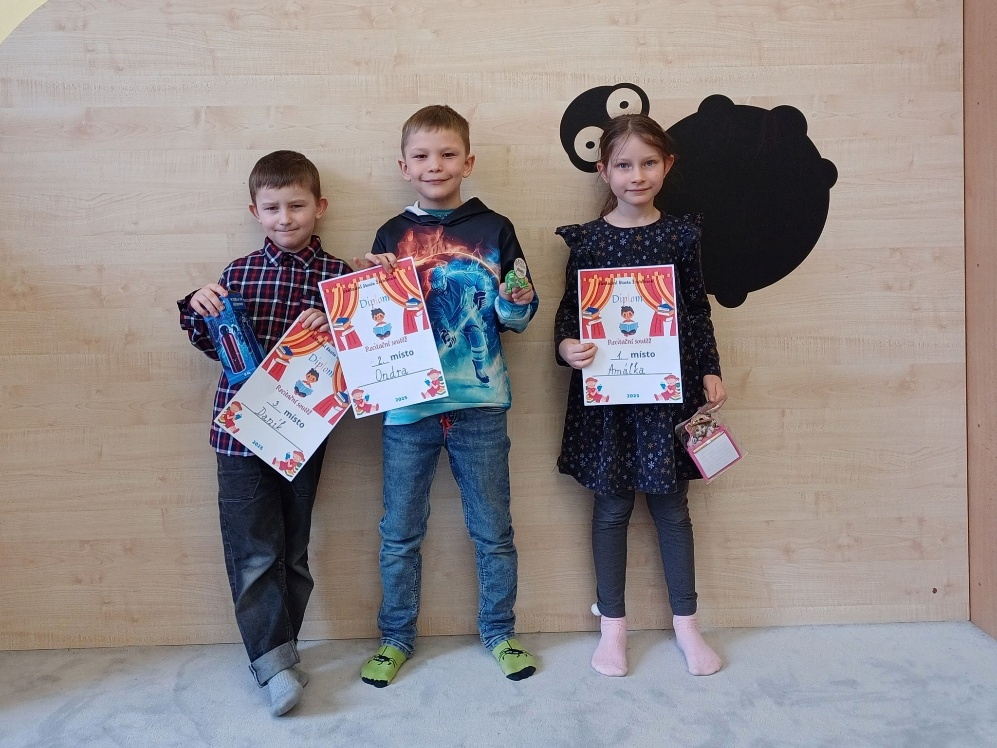 Diplom
Recitační soutěž
3. místo
Daník
2025
Diplom
Recitační soutěž
2. místo
Ondra
2025
Diplom
Recitační soutěž
1. místo
Amálka
2025